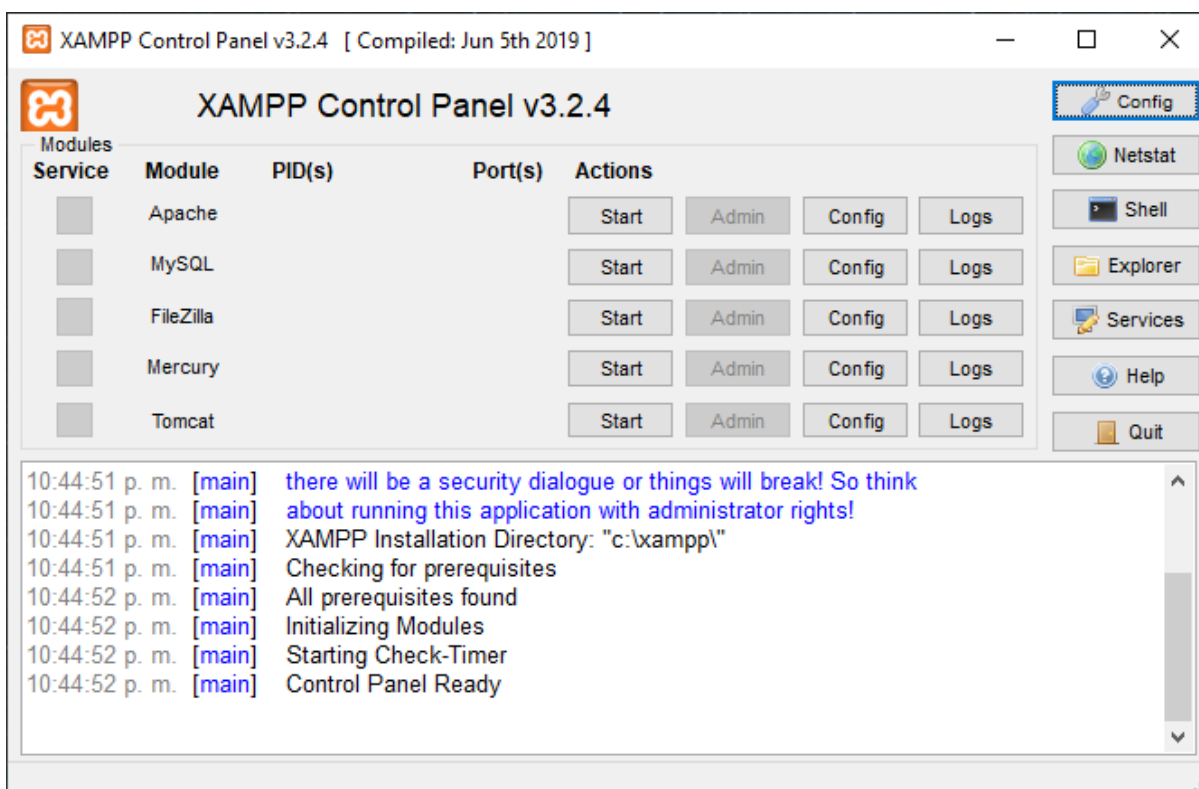 XAMPP Control Panel v3.2.4 [ Compiled: Jun 5th 2019 ]
XAMPP Control Panel v3.2.4
Config
Modules
Netstat
Service Module PID(s) Port(s) Actions
Apache Start Admin Config Logs
Shell
MySQL Start Admin Config Logs
Explorer
FileZilla Start Admin Config Logs
Services
Mercury Start Admin Config Logs
Help
Tomcat Start Admin Config Logs
Quit
10:44:51 p. m. [main] there will be a security dialogue or things will break! So think
10:44:51 p. m. [main] about running this application with administrator rights!
10:44:51 p. m. [main] XAMPP Installation Directory: "c:\xampp\"
10:44:51 p. m. [main] Checking for prerequisites
10:44:52 p. m. [main] All prerequisites found
10:44:52 p. m. [main] Initializing Modules
10:44:52 p. m. [main] Starting Check-Timer
10:44:52 p. m. [main] Control Panel Ready